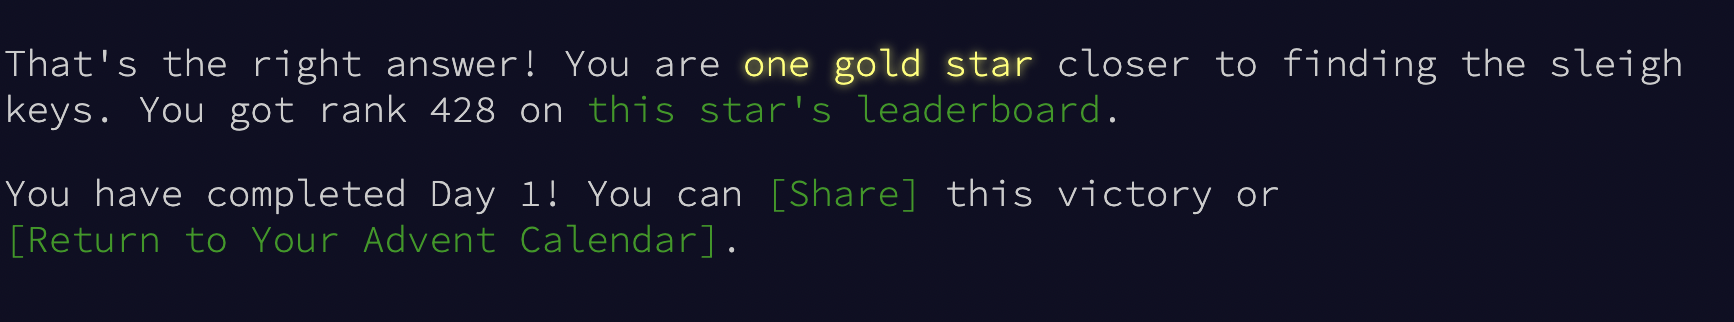 That's the right answer! You are one gold star closer to finding the sleigh
keys. You got rank 428 on this star's leaderboard.
You have completed Day 1! You can [Share] this victory or
[Return to Your Advent Calendar].